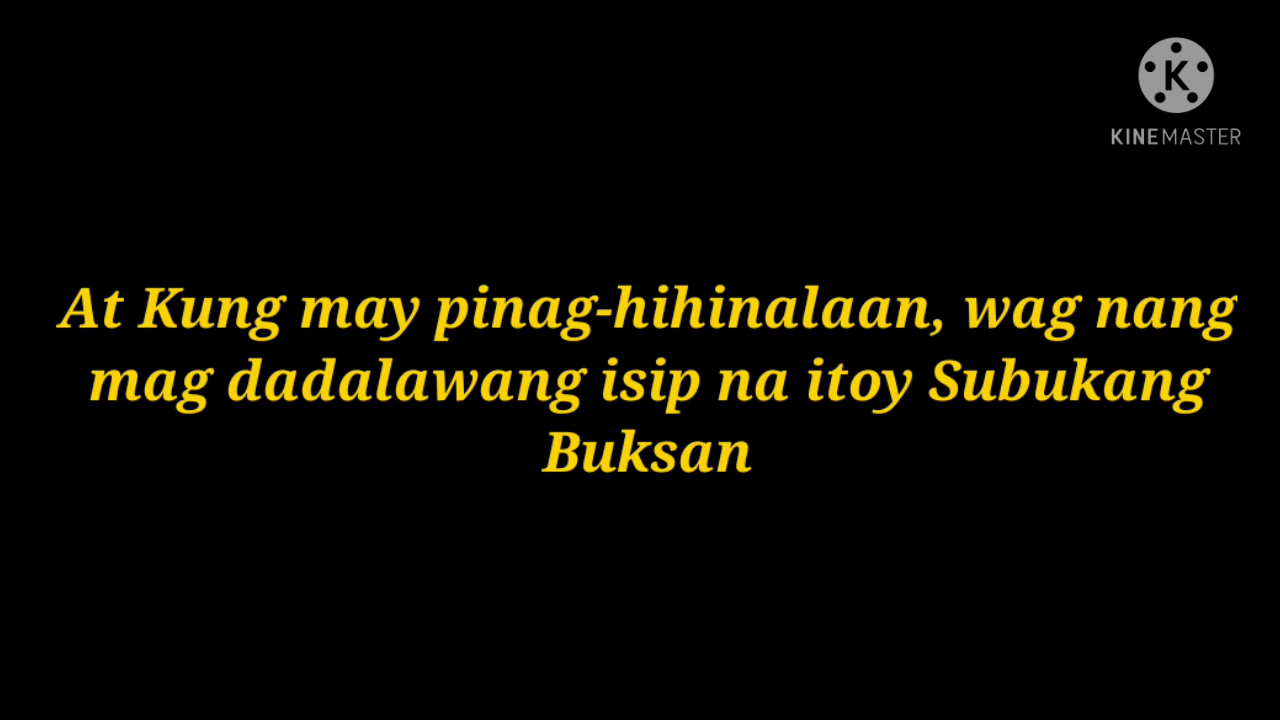 K
KINEMASTER
At Kung may pinag-hihinalaan, wag nang
mag dadalawang isip na itoy Subukang
Buksan